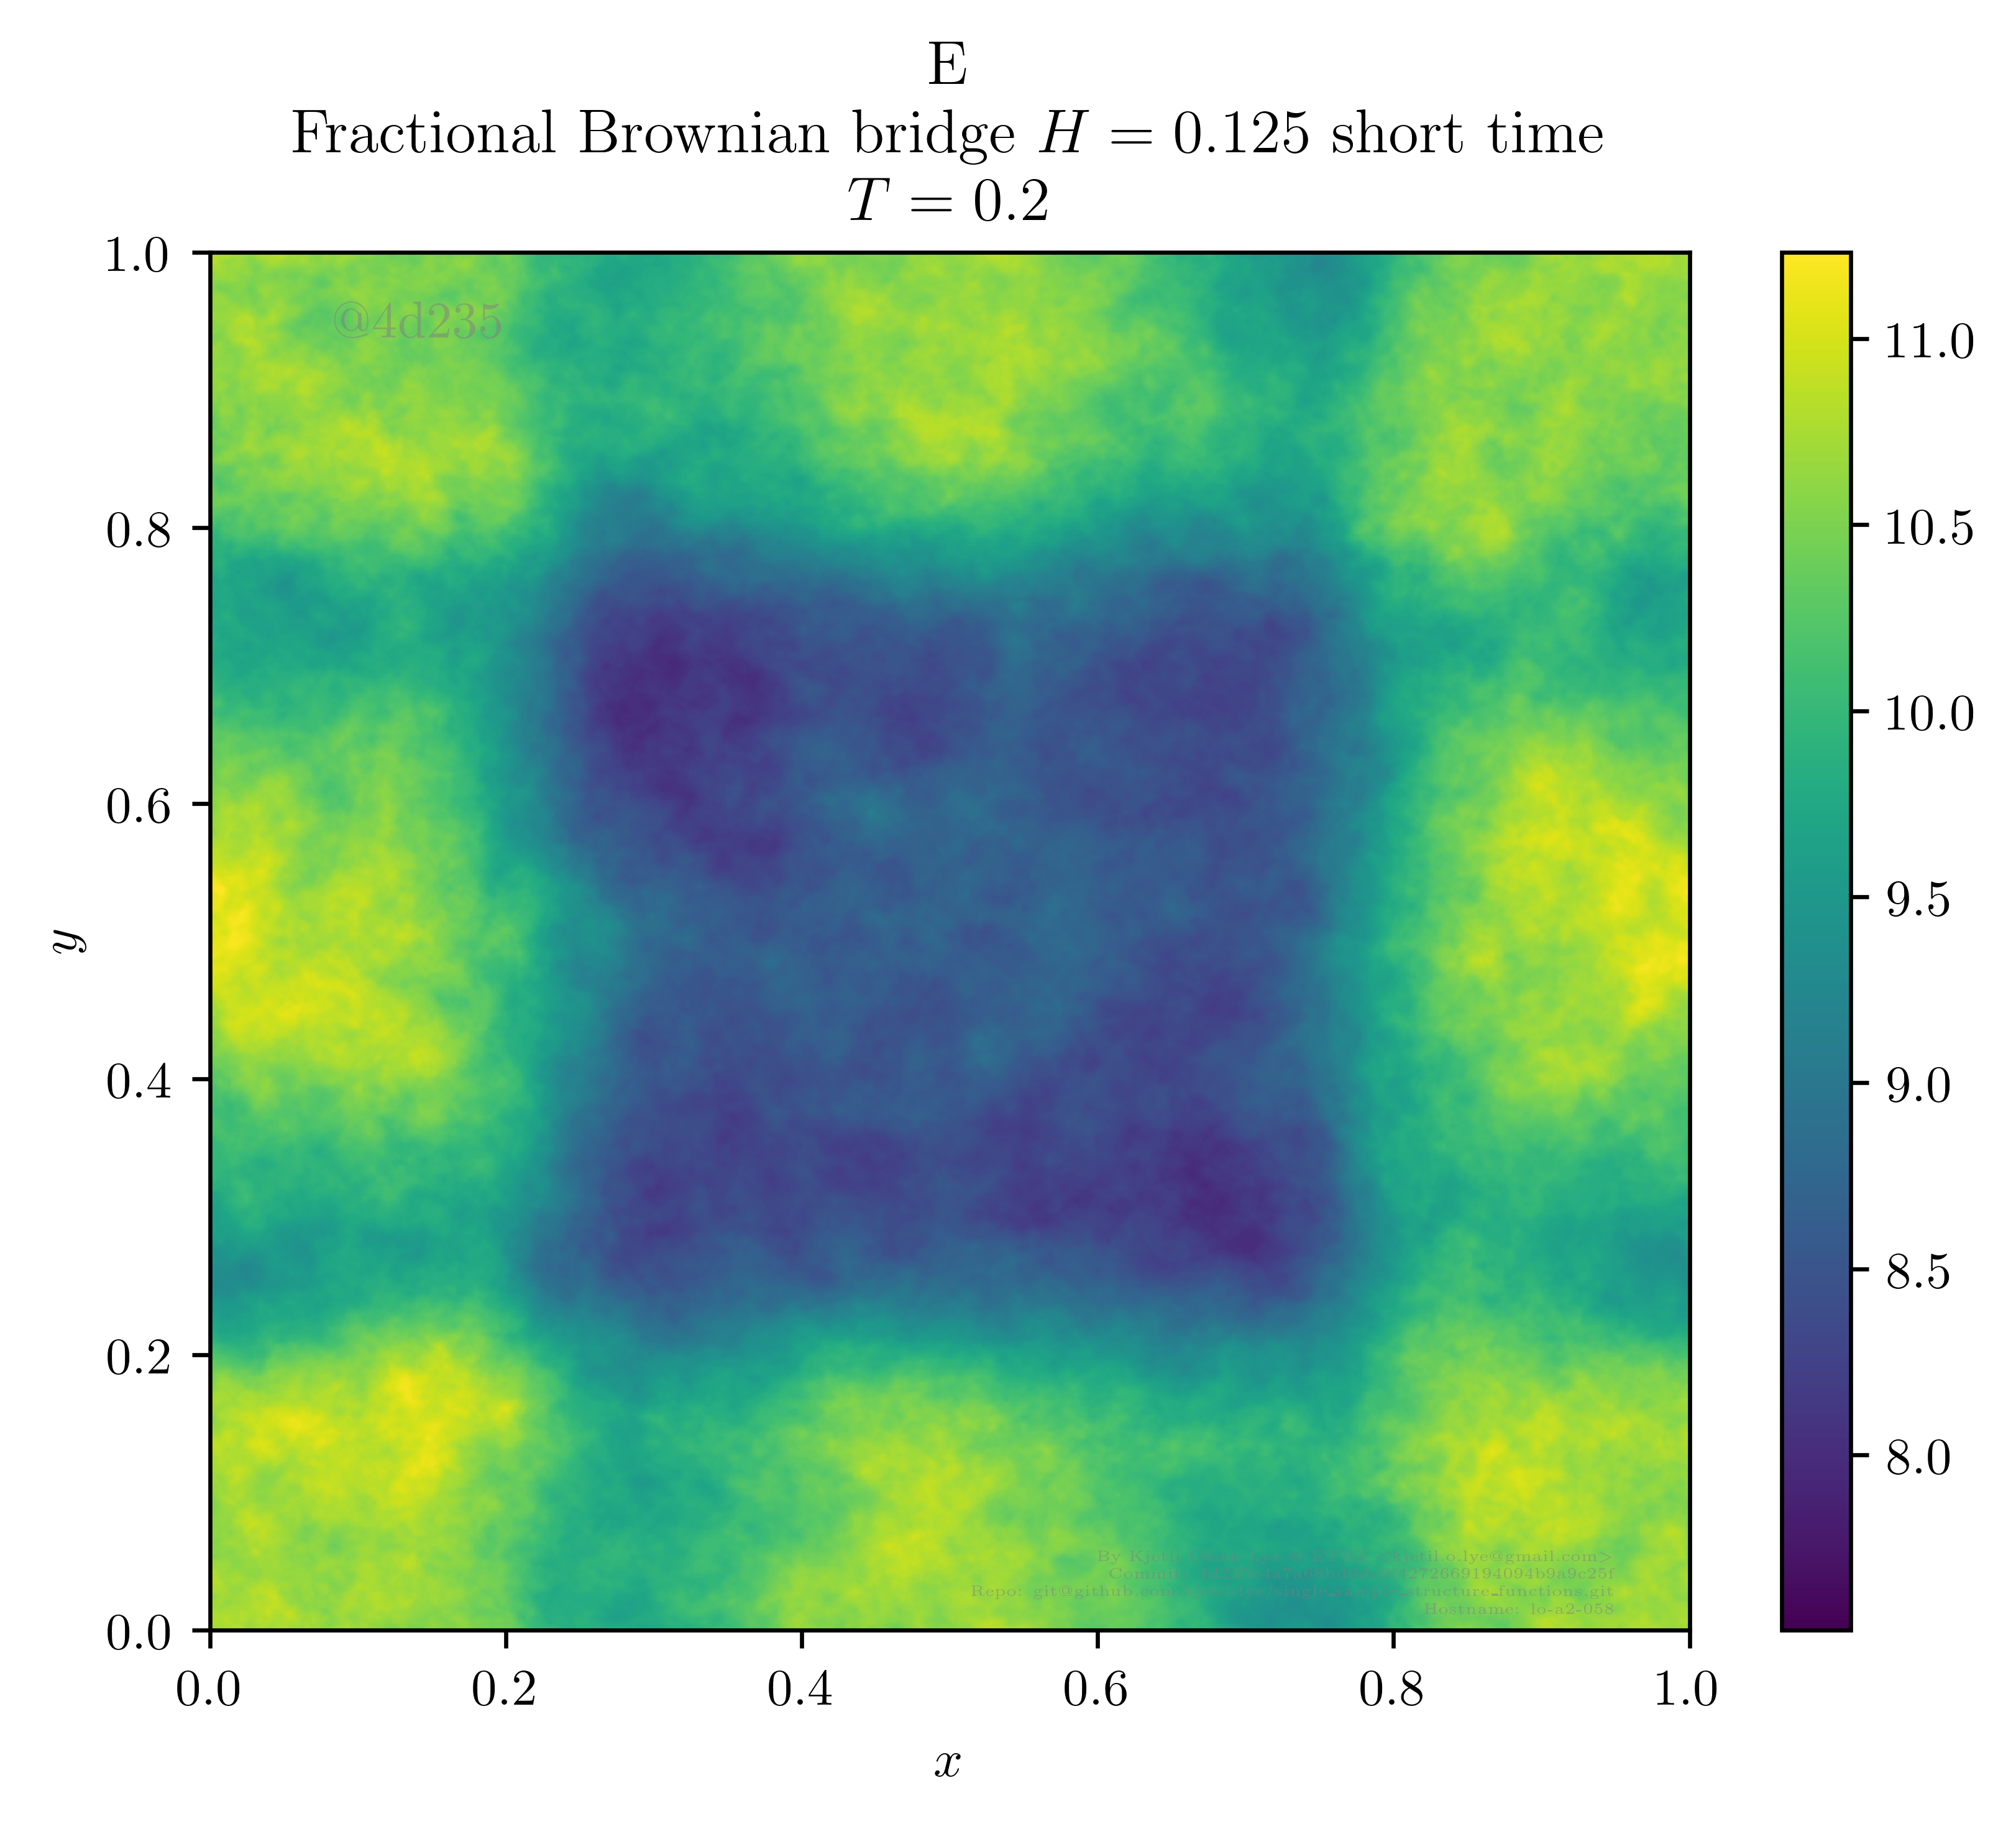 E
Fractional Brownian bridge H = 0.125 short time
T = 0.2
@4d235
1.0
0.8
0.6
0.4
0.2
0.0
y
0.0 0.2 0.4 0.6 0.8 1.0
x
11.0
10.5
10.0
9.5
9.0
8.5
8.0
By
Repo:
Hostname: lo-a2-058